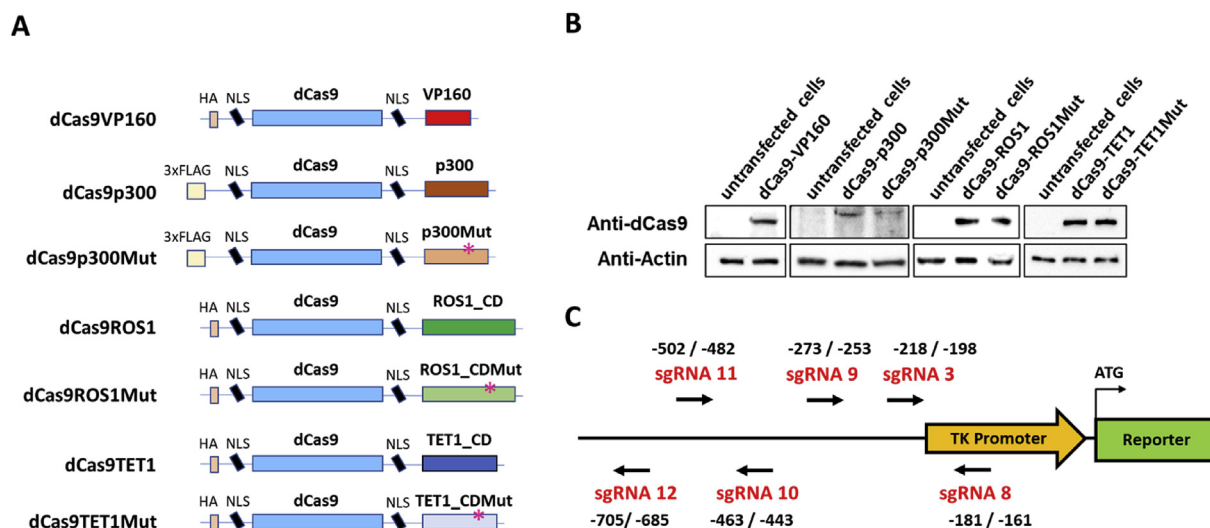 A
HA NLS dCas9 NLS VP160
dCas9VP160
3xFLAG NLS dCas9 NLS p300
dCas9p300
3xFLAG NLS dCas9 NLS p300Mut
*
dCas9p300Mut
HA NLS dCas9 NLS ROS1_CD
dCas9ROS1
HA NLS dCas9 NLS ROS1_CDMut
*
dCas9ROS1Mut
HA NLS dCas9 NLS TET1_CD
dCas9TET1
HA NLS dCas9 NLS TET1_CDMut
*
dCas9TET1Mut
B
untransfected cells
dCas9-VP160
untransfected cells
dCas9-p300
dCas9-p300Mut
untransfected cells
dCas9-ROS1
dCas9-ROS1Mut
untransfected cells
dCas9-TET1
dCas9-TET1Mut
Anti-dCas9
Anti-Actin
C
-502 / -482 -273 / -253 -218 / -198
sgRNA 11 sgRNA 9 sgRNA 3
ATG
TK Promoter Reporter
sgRNA 12 sgRNA 10 sgRNA 8
-705/ -685 -463 / -443 -181 / -161